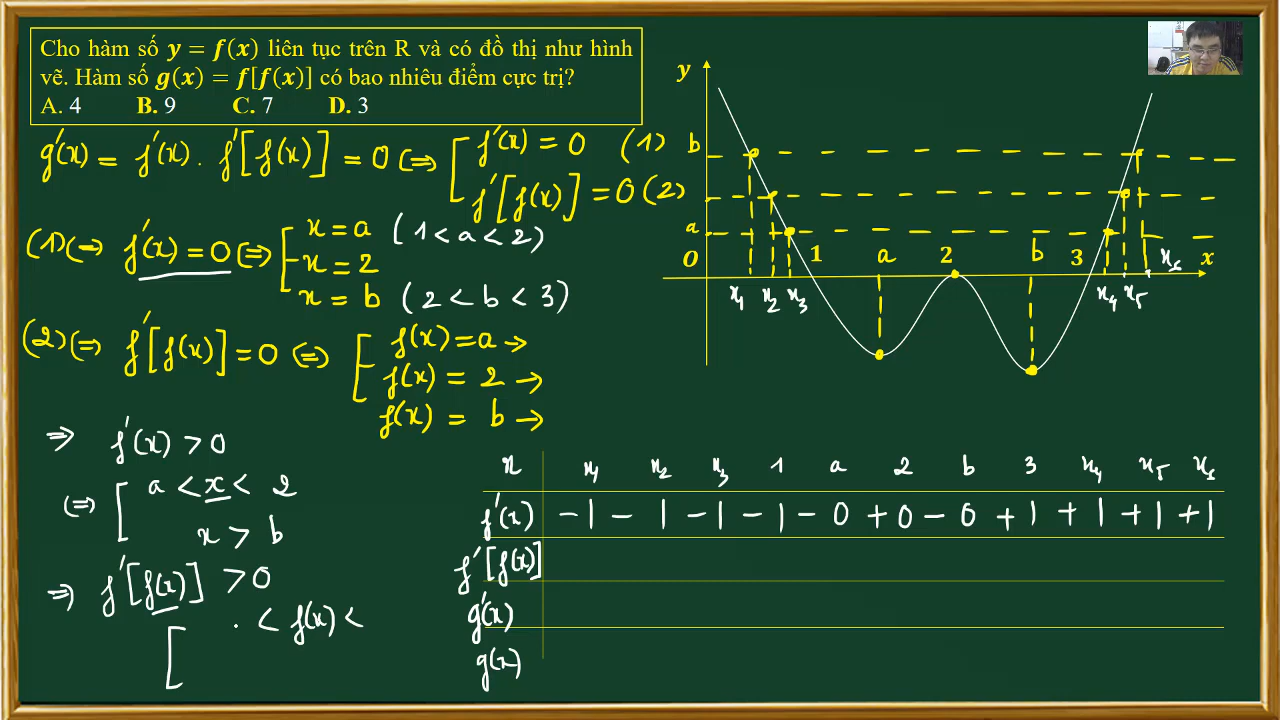 Cho hàm số y = f(x) liên tục trên R và có đồ thị như hình
vẽ. Hàm số g(x) = f[f(x)] có bao nhiêu điểm cực trị?
A. 4 B. 9 C. 7 D. 3
g'(x) = f'(x) . f'[f(x)] = 0 (=) [ f'(x) = 0 (1)
f'[f(x)] = 0 (2)
(1) (=) f'(x) = 0 (=) [ x = a (1 < a < 2)
x = 2
x = b (2 < b < 3)
(2) (=) f'[f(x)] = 0 (=) [ f(x) = a →
f(x) = 2 →
f(x) = b →
⇒ f'(x) > 0
(=) [ a < x < 2
x > b
⇒ f'[f(x)] > 0
[ . < f(x) <
y
b
a
O 1 a 2 b 3 x
x₁ x₂ x₃ x₄ x₅ x₆
x x₁ x₂ x₃ 1 a 2 b 3 x₄ x₅ x₆
f'(x) - | - | - | - | - 0 + 0 - 0 + | + | + | + |
f'[f(x)]
g'(x)
g(x)